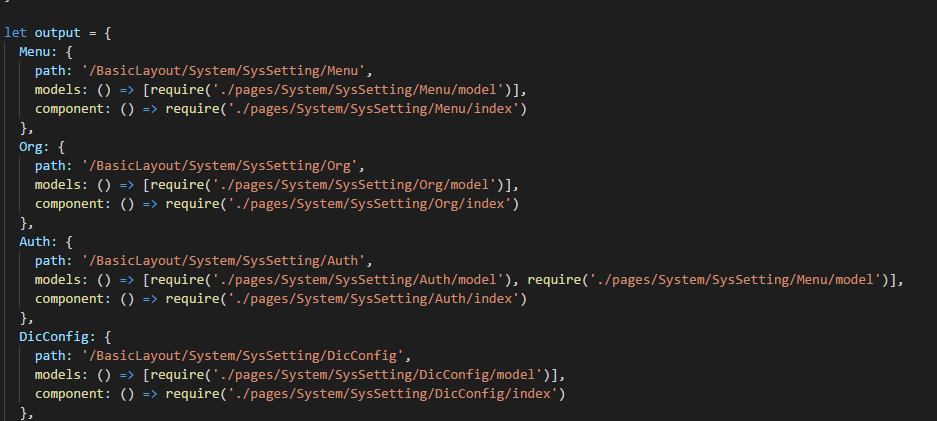 let output = {
Menu: {
path: '/BasicLayout/System/SysSetting/Menu',
models: () => [require('./pages/System/SysSetting/Menu/model')],
component: () => require('./pages/System/SysSetting/Menu/index')
},
Org: {
path: '/BasicLayout/System/SysSetting/Org',
models: () => [require('./pages/System/SysSetting/Org/model')],
component: () => require('./pages/System/SysSetting/Org/index')
},
Auth: {
path: '/BasicLayout/System/SysSetting/Auth',
models: () => [require('./pages/System/SysSetting/Auth/model'), require('./pages/System/SysSetting/Menu/model')],
component: () => require('./pages/System/SysSetting/Auth/index')
},
DicConfig: {
path: '/BasicLayout/System/SysSetting/DicConfig',
models: () => [require('./pages/System/SysSetting/DicConfig/model')],
component: () => require('./pages/System/SysSetting/DicConfig/index')
},